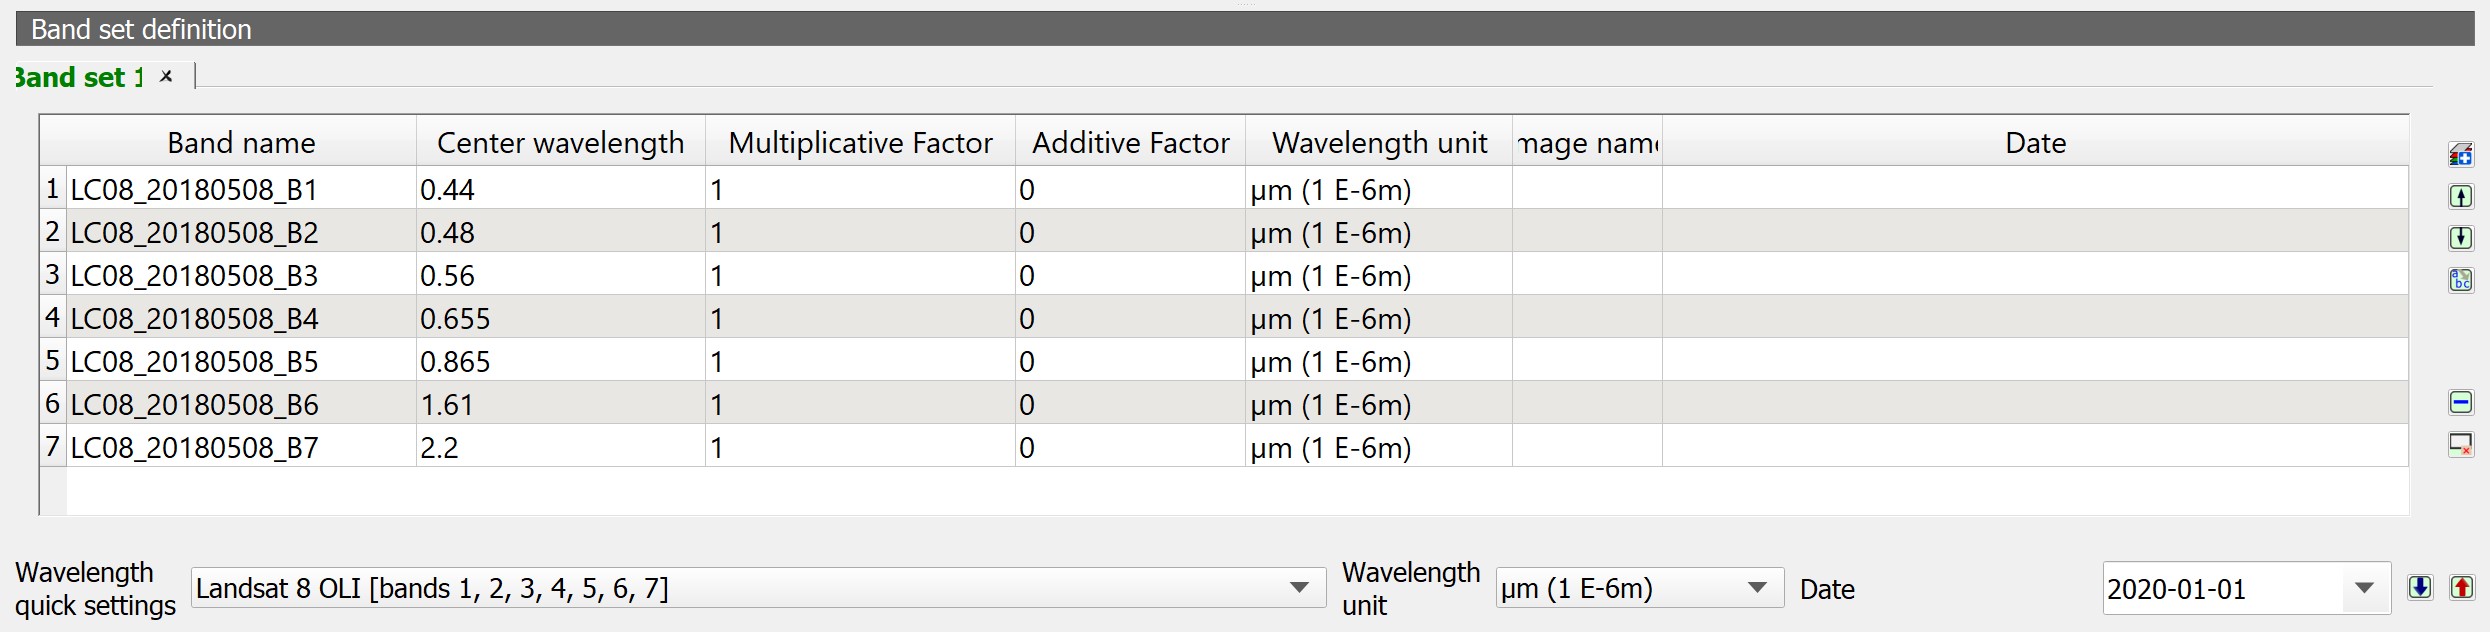 Band set definition
Band set 1
Band name Center wavelength Multiplicative Factor Additive Factor Wavelength unit mage nam Date
1 LC08_20180508_B1 0.44 1 0 µm (1 E-6m)
2 LC08_20180508_B2 0.48 1 0 µm (1 E-6m)
3 LC08_20180508_B3 0.56 1 0 µm (1 E-6m)
4 LC08_20180508_B4 0.655 1 0 µm (1 E-6m)
5 LC08_20180508_B5 0.865 1 0 µm (1 E-6m)
6 LC08_20180508_B6 1.61 1 0 µm (1 E-6m)
7 LC08_20180508_B7 2.2 1 0 µm (1 E-6m)
Wavelength
quick settings
Landsat 8 OLI [bands 1, 2, 3, 4, 5, 6, 7]
Wavelength
unit
µm (1 E-6m)
Date
2020-01-01